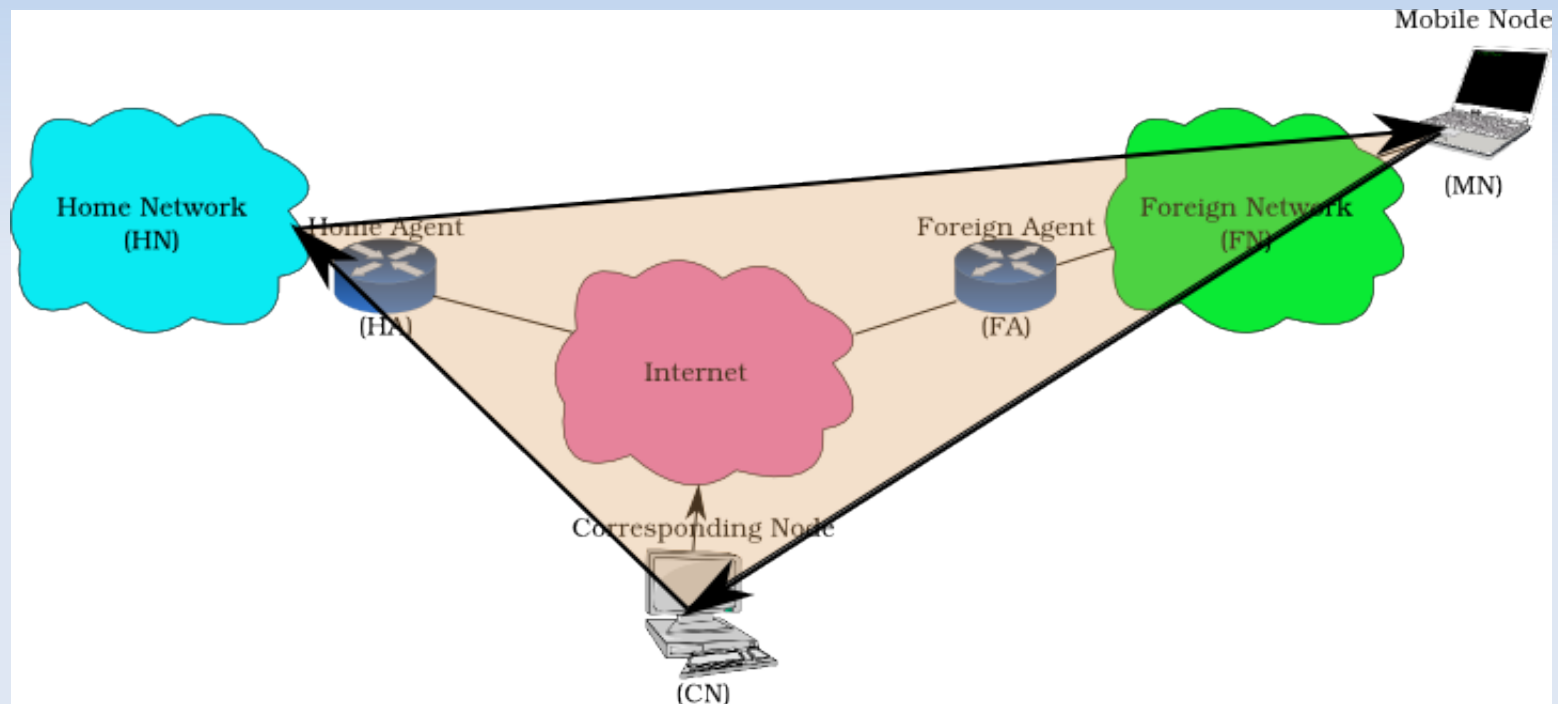 Mobile Node
(MN)
Home Network
(HN)
Home Agent
(HA)
Foreign Agent
(FA)
Foreign Network
(FN)
Internet
Corresponding Node
(CN)